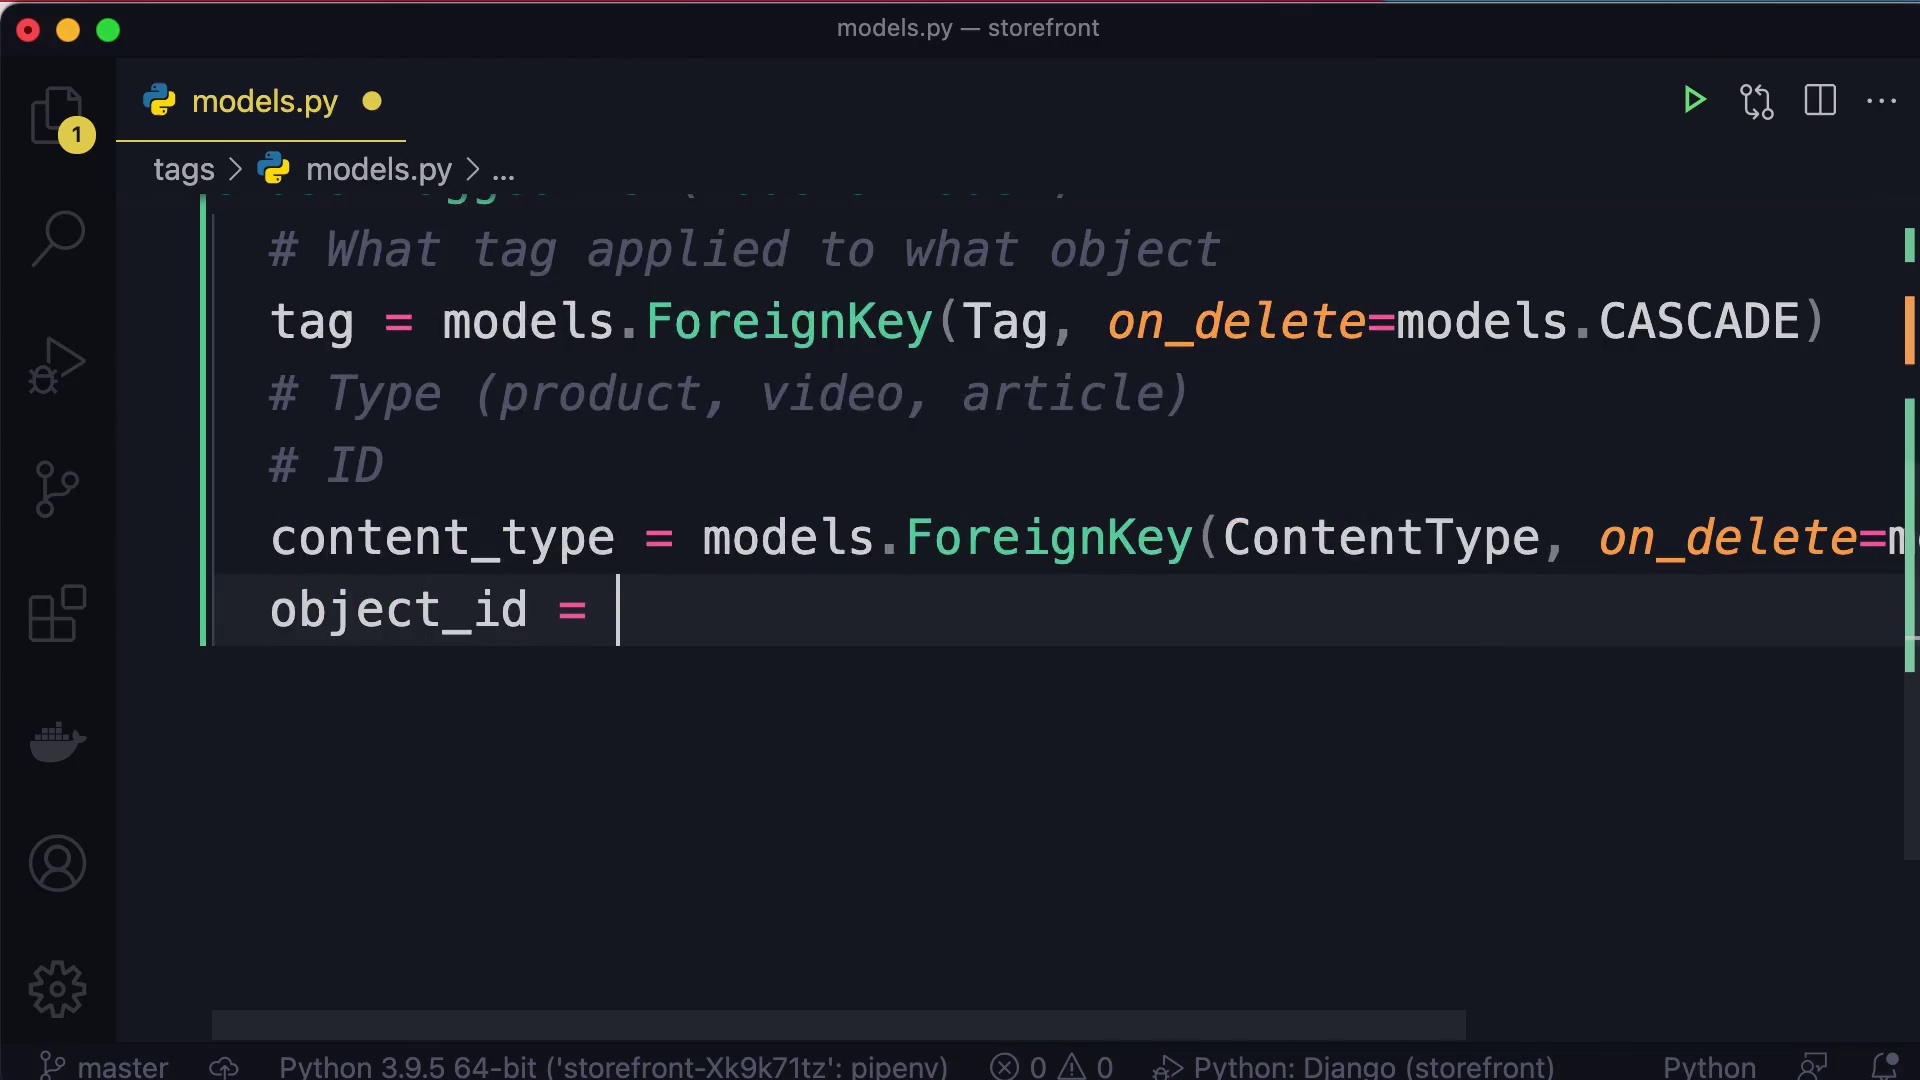 models.py — storefront
models.py
1
tags > models.py > ...
# What tag applied to what object
tag = models.ForeignKey(Tag, on_delete=models.CASCADE)
# Type (product, video, article)
# ID
content_type = models.ForeignKey(ContentType, on_delete=m
object_id =
master Python 3.9.5 64-bit ('storefront-Xk9k71tz': pipenv) 0 0 Python: Django (storefront) Python